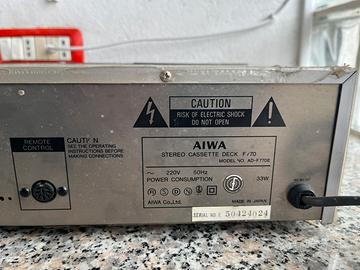 CAUTION
RISK OF ELECTRIC SHOCK
DO NOT OPEN
REMOTE
CONTROL
CAUTI N
SEE THE OPERATING
INSTRUCTIONS BEFORE
MAKING CONNECTIONS
AIWA
STEREO CASSETTE DECK F770
MODEL NO. AD-F770E
~ 220V 50Hz
POWER CONSUMPTION 33W
AIWA Co.,Ltd. MADE IN JAPAN
SERIAL NO. E 50424024